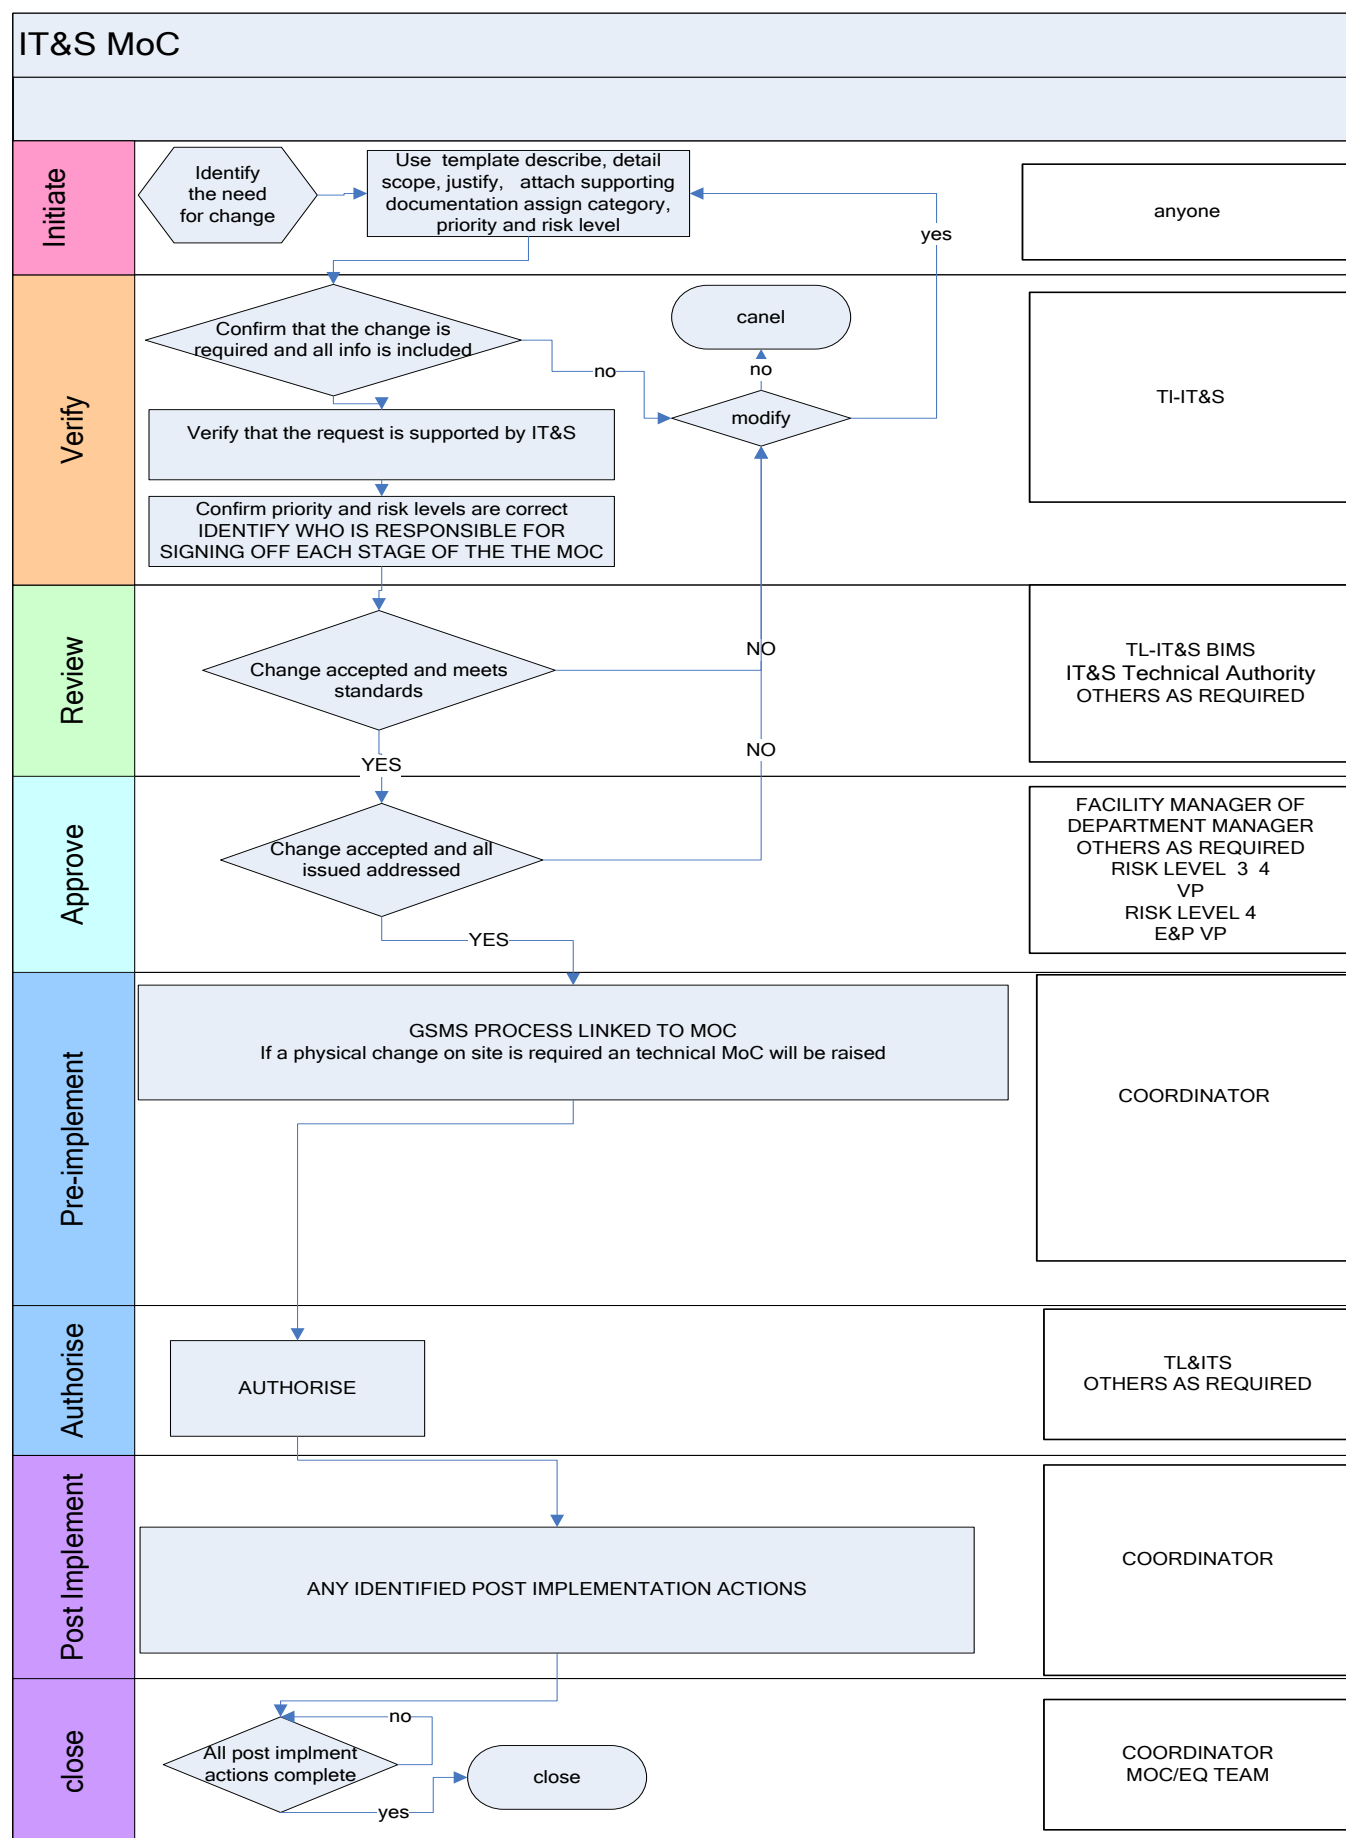 IT&S MoC
Initiate
Identify
the need
for change
Use template describe, detail
scope, justify, attach supporting
documentation assign category,
priority and risk level
yes
anyone
Verify
Confirm that the change is
required and all info is included
no
canel
no
modify
Verify that the request is supported by IT&S
Confirm priority and risk levels are correct
IDENTIFY WHO IS RESPONSIBLE FOR
SIGNING OFF EACH STAGE OF THE THE MOC
TI-IT&S
Review
Change accepted and meets
standards
NO
YES
TL-IT&S BIMS
IT&S Technical Authority
OTHERS AS REQUIRED
Approve
Change accepted and all
issued addressed
NO
YES
FACILITY MANAGER OF
DEPARTMENT MANAGER
OTHERS AS REQUIRED
RISK LEVEL 3 4
VP
RISK LEVEL 4
E&P VP
Pre-implement
GSMS PROCESS LINKED TO MOC
If a physical change on site is required an technical MoC will be raised
COORDINATOR
Authorise
AUTHORISE
TL&ITS
OTHERS AS REQUIRED
Post Implement
ANY IDENTIFIED POST IMPLEMENTATION ACTIONS
COORDINATOR
close
All post implment
actions complete
no
yes
close
COORDINATOR
MOC/EQ TEAM